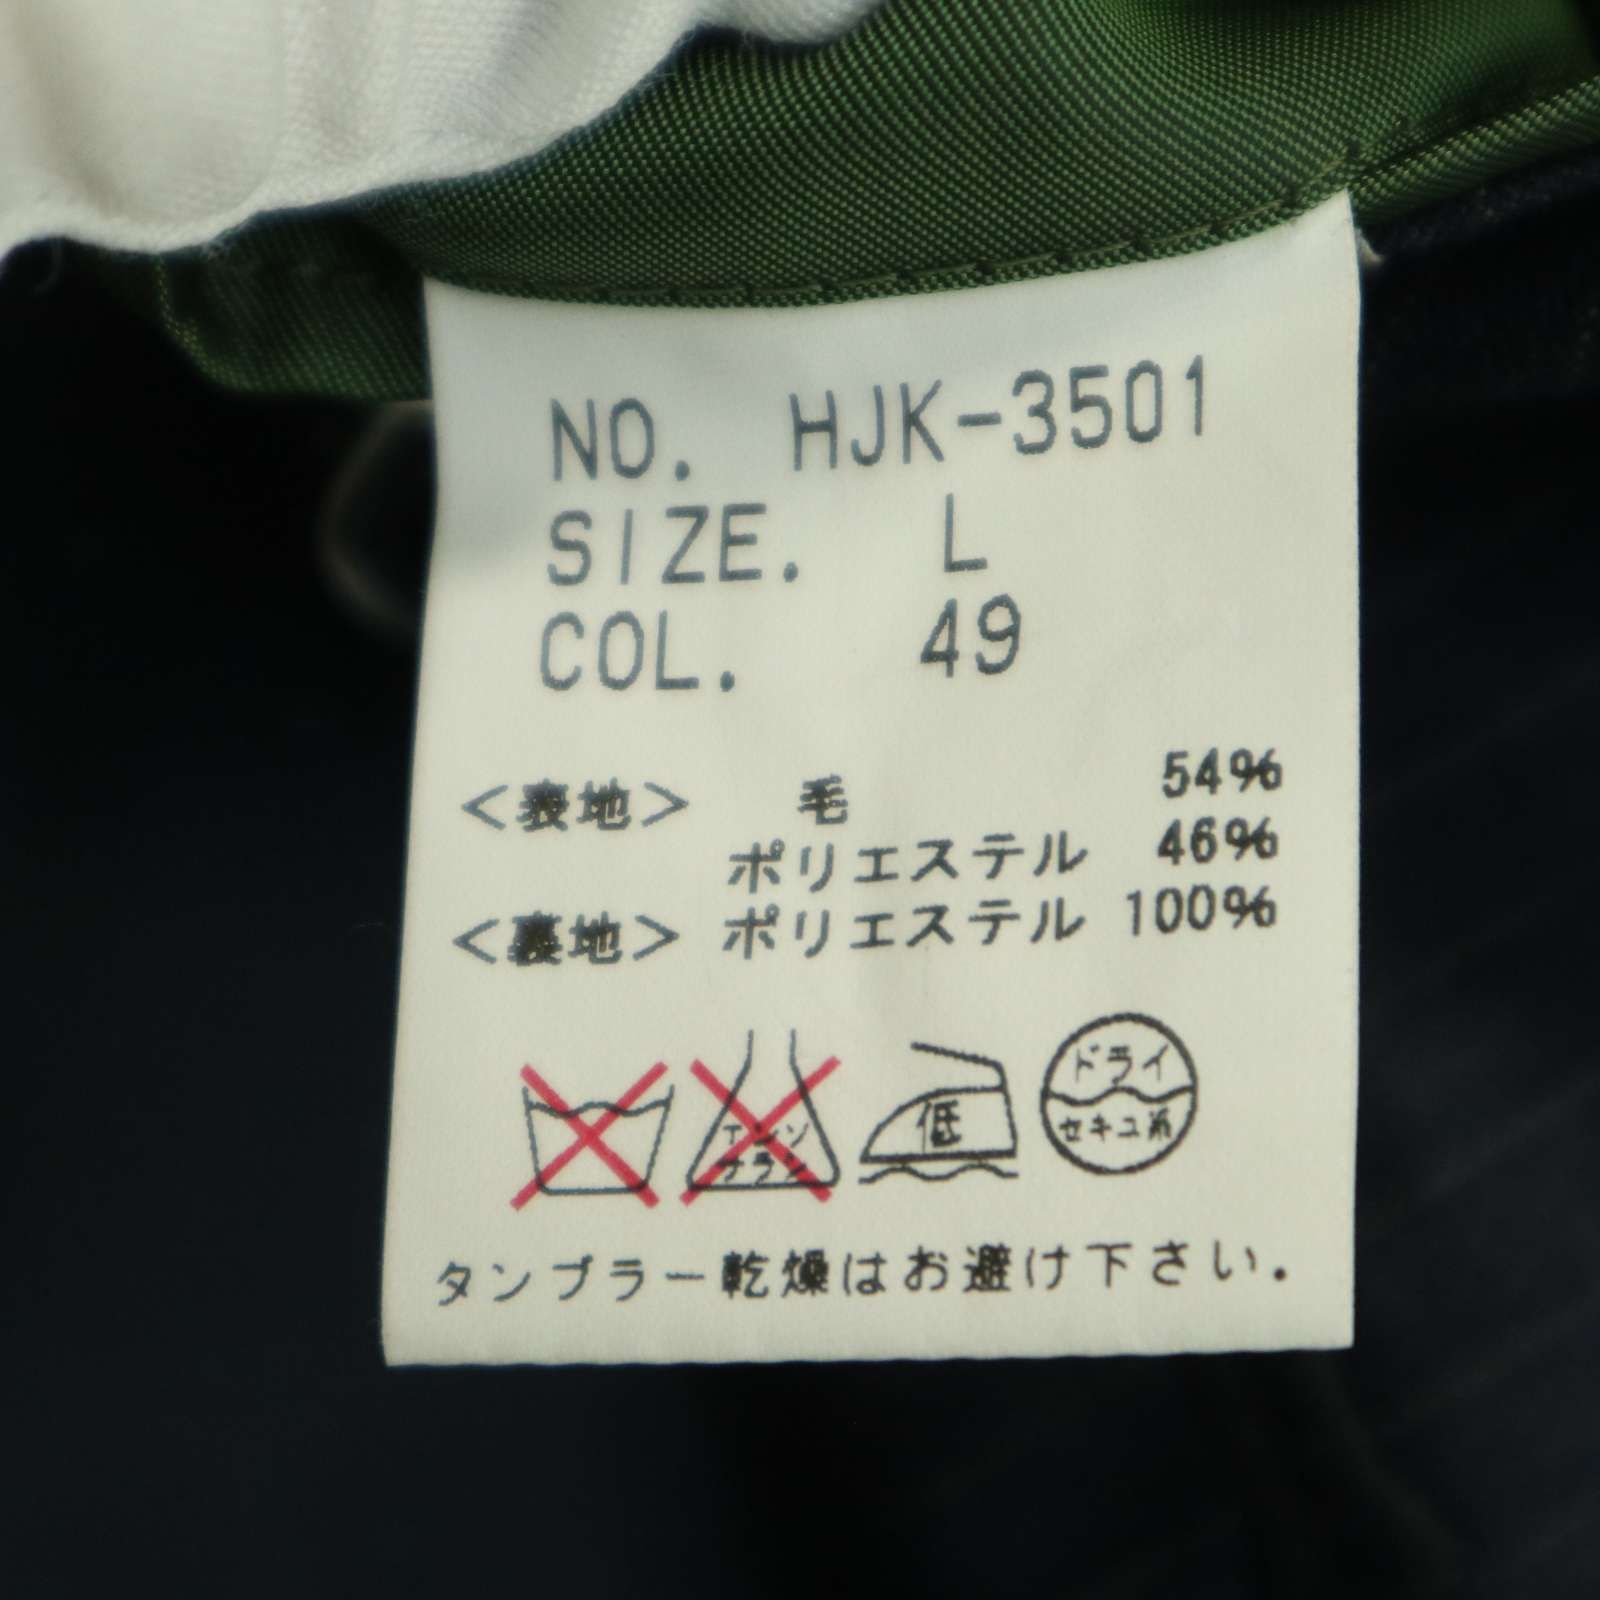 NO. HJK-3501
SIZE. L
COL. 49
<表地> 毛 54%
ポリエステル 46%
<裏地> ポリエステル 100%
エンソ
サラシ
低
ドライ
セキユ系
タンブラー乾燥はお避け下さい.